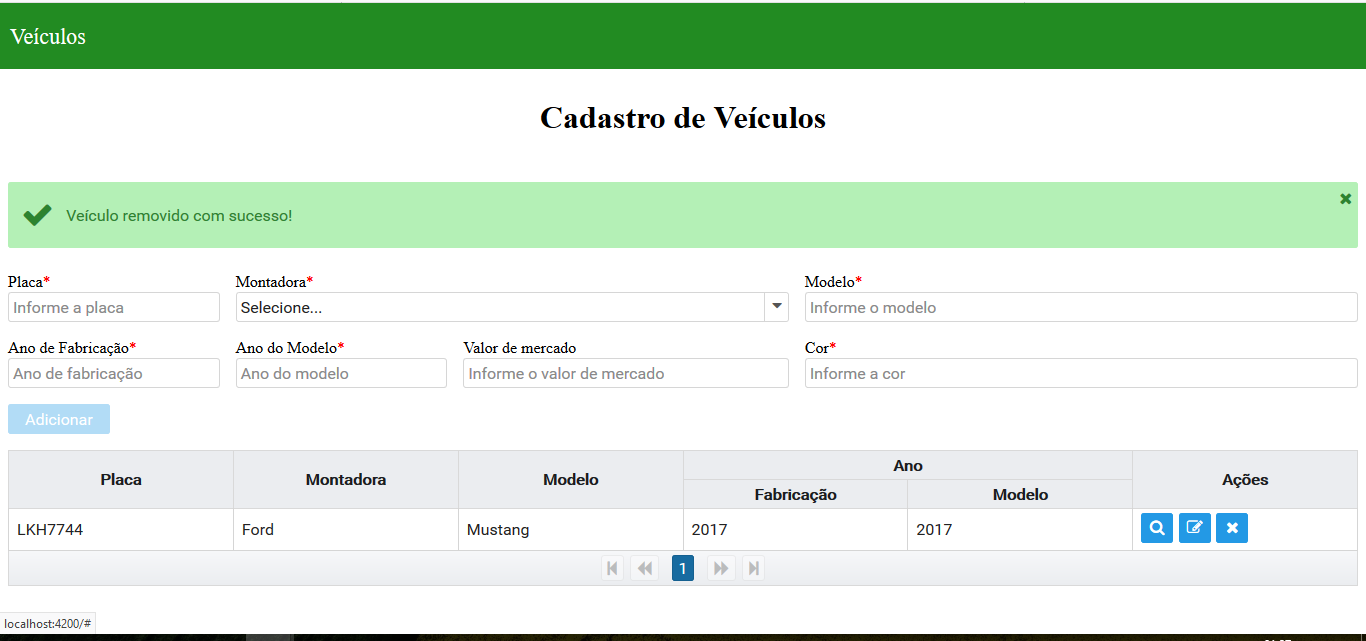 Veículos
Cadastro de Veículos
Veículo removido com sucesso!
Placa* Montadora* Modelo*
Informe a placa Selecione... Informe o modelo
Ano de Fabricação* Ano do Modelo* Valor de mercado Cor*
Ano de fabricação Ano do modelo Informe o valor de mercado Informe a cor
Adicionar
Placa Montadora Modelo Ano Ações
Fabricação Modelo
LKH7744 Ford Mustang 2017 2017
1
localhost:4200/#